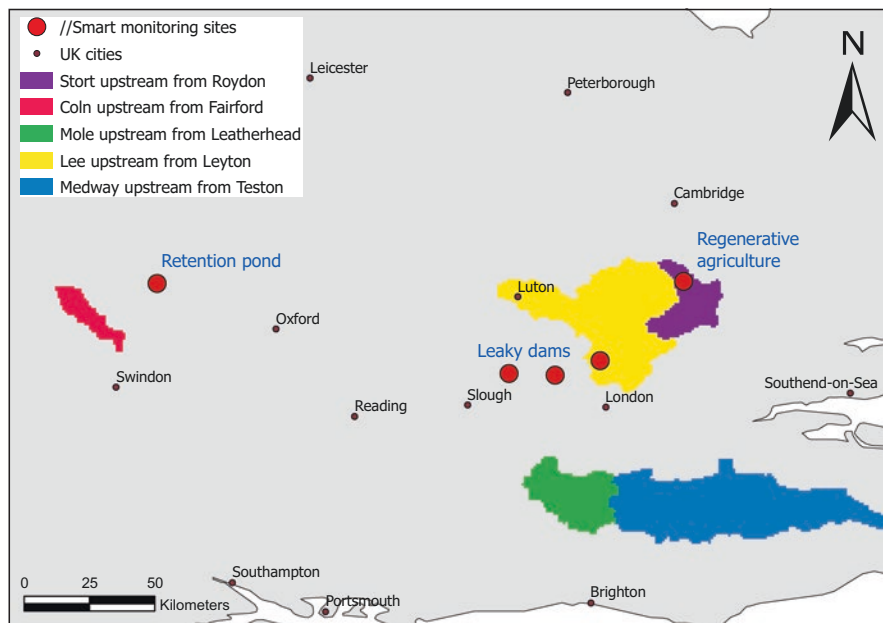 //Smart monitoring sites
UK cities
Stort upstream from Roydon
Coln upstream from Fairford
Mole upstream from Leatherhead
Lee upstream from Leyton
Medway upstream from Teston
N
Leicester
Peterborough
Cambridge
Retention pond
Regenerative
agriculture
Luton
Oxford
Leaky dams
Swindon
Southend-on-Sea
Slough
London
Reading
Southampton
0 25 50
Kilometers
Portsmouth
Brighton